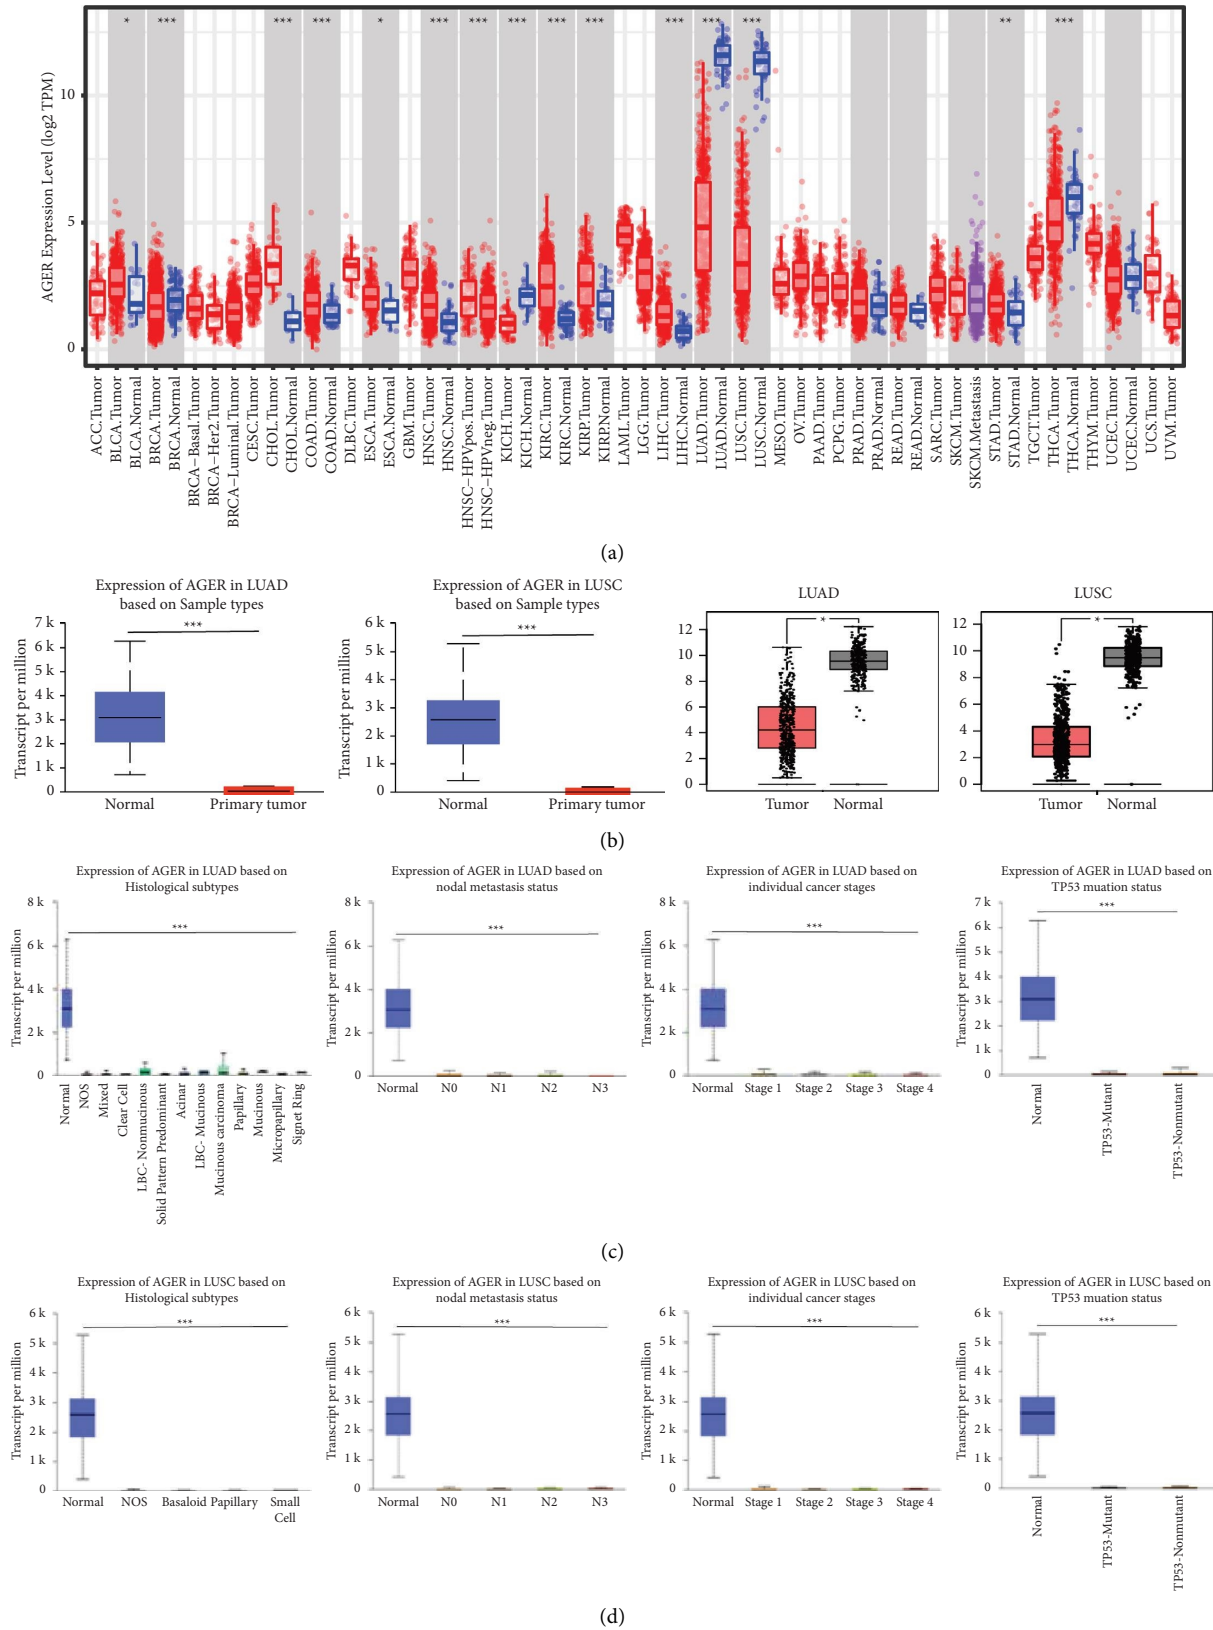 * *** *** *** * *** *** *** *** *** *** *** *** ** ***
AGER Expression Level (log2 TPM)
10
5
0
ACC.Tumor
BLCA.Tumor
BLCA.Normal
BRCA.Tumor
BRCA.Normal
BRCA−Basal.Tumor
BRCA−Her2.Tumor
BRCA−Luminal.Tumor
CESC.Tumor
CHOL.Tumor
CHOL.Normal
COAD.Tumor
COAD.Normal
DLBC.Tumor
ESCA.Tumor
ESCA.Normal
GBM.Tumor
HNSC.Tumor
HNSC.Normal
HNSC−HPVpos.Tumor
HNSC−HPVneg.Tumor
KICH.Tumor
KICH.Normal
KIRC.Tumor
KIRC.Normal
KIRP.Tumor
KIRP.Normal
LAML.Tumor
LGG.Tumor
LIHC.Tumor
LIHC.Normal
LUAD.Tumor
LUAD.Normal
LUSC.Tumor
LUSC.Normal
MESO.Tumor
OV.Tumor
PAAD.Tumor
PCPG.Tumor
PRAD.Tumor
PRAD.Normal
READ.Tumor
READ.Normal
SARC.Tumor
SKCM.Tumor
SKCM.Metastasis
STAD.Tumor
STAD.Normal
TGCT.Tumor
THCA.Tumor
THCA.Normal
THYM.Tumor
UCEC.Tumor
UCEC.Normal
UCS.Tumor
UVM.Tumor
(a)
Expression of AGER in LUAD
based on Sample types
Transcript per million
7 k
6 k
5 k
4 k
3 k
2 k
1 k
0
***
Normal Primary tumor
Expression of AGER in LUSC
based on Sample types
Transcript per million
6 k
5 k
4 k
3 k
2 k
1 k
0
***
Normal Primary tumor
LUAD
12
10
8
6
4
2
0
*
Tumor Normal
LUSC
12
10
8
6
4
2
0
*
Tumor Normal
(b)
Expression of AGER in LUAD based on
Histological subtypes
Transcript per million
8 k
6 k
4 k
2 k
0
***
Normal
NOS
Mixed
Clear Cell
LBC- Nonmucinous
Solid Pattern Predominant
Acinar
LBC- Mucinous
Mucinous carcinoma
Papillary
Mucinous
Micropapillary
Signet Ring
Expression of AGER in LUAD based on
nodal metastasis status
Transcript per million
8 k
6 k
4 k
2 k
0
***
Normal N0 N1 N2 N3
Expression of AGER in LUAD based on
individual cancer stages
Transcript per million
8 k
6 k
4 k
2 k
0
***
Normal Stage 1 Stage 2 Stage 3 Stage 4
Expression of AGER in LUAD based on
TP53 muation status
Transcript per million
7 k
6 k
5 k
4 k
3 k
2 k
1 k
0
***
Normal
TP53-Mutant
TP53-Nonmutant
(c)
Expression of AGER in LUSC based on
Histological subtypes
Transcript per million
6 k
5 k
4 k
3 k
2 k
1 k
0
***
Normal NOS Basaloid Papillary Small
Cell
Expression of AGER in LUSC based on
nodal metastasis status
Transcript per million
6 k
5 k
4 k
3 k
2 k
1 k
0
***
Normal N0 N1 N2 N3
Expression of AGER in LUSC based on
individual cancer stages
Transcript per million
6 k
5 k
4 k
3 k
2 k
1 k
0
***
Normal Stage 1 Stage 2 Stage 3 Stage 4
Expression of AGER in LUSC based on
TP53 muation status
Transcript per million
6 k
5 k
4 k
3 k
2 k
1 k
0
***
Normal
TP53-Mutant
TP53-Nonmutant
(d)